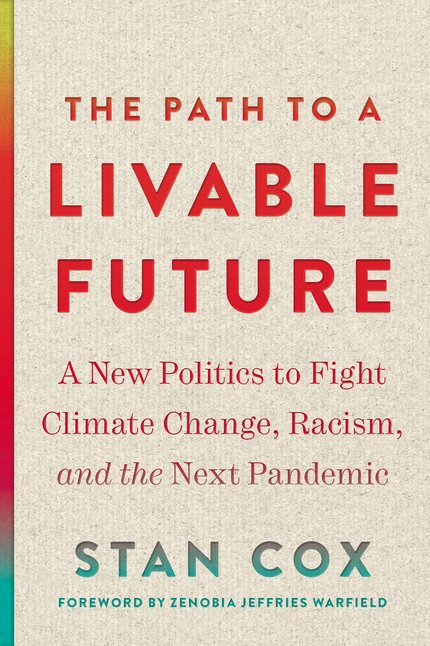 THE PATH TO A
LIVABLE
FUTURE
A New Politics to Fight
Climate Change, Racism,
and the Next Pandemic
STAN COX
FOREWORD BY ZENOBIA JEFFRIES WARFIELD